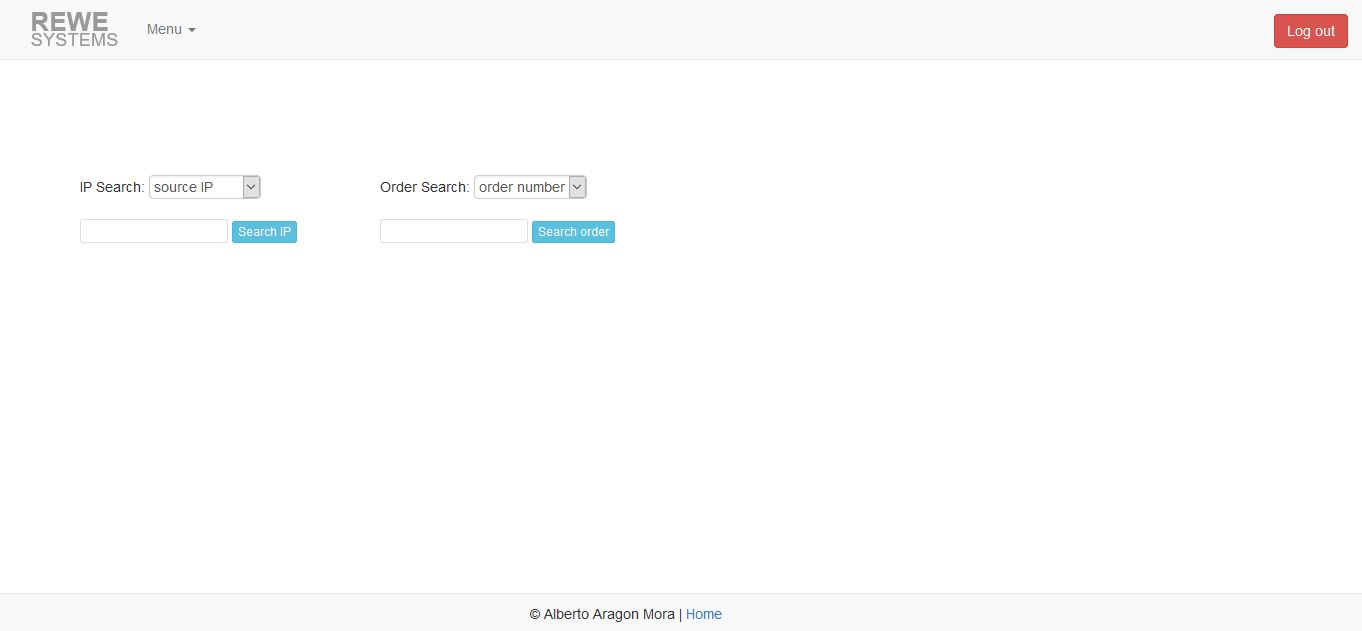 REWE
SYSTEMS
Menu
Log out
IP Search: source IP
Order Search: order number
Search IP
Search order
© Alberto Aragon Mora | Home